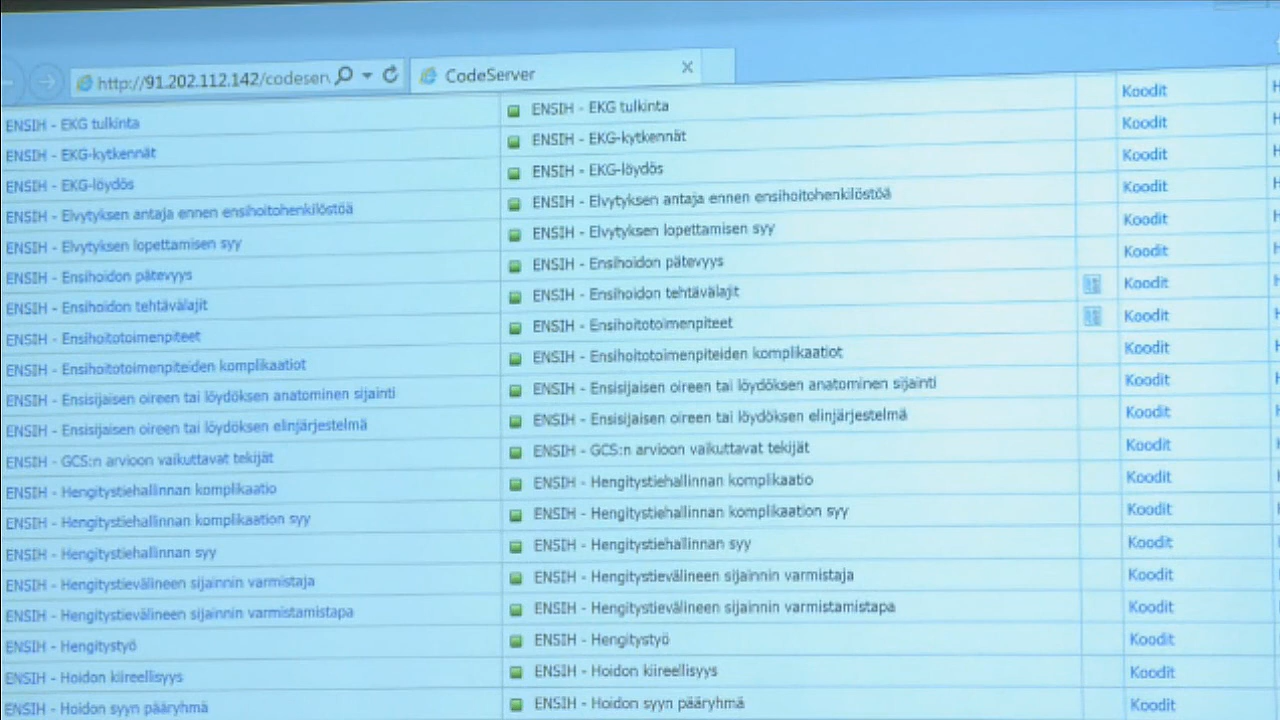 http://91.202.112.142/codeserv
CodeServer
ENSIH - EKG tulkinta ENSIH - EKG tulkinta Koodit H
ENSIH - EKG-kytkennät ENSIH - EKG-kytkennät Koodit H
ENSIH - EKG-löydös ENSIH - EKG-löydös Koodit H
ENSIH - Elvytyksen antaja ennen ensihoitohenkilöstöä ENSIH - Elvytyksen antaja ennen ensihoitohenkilöstöä Koodit H
ENSIH - Elvytyksen lopettamisen syy ENSIH - Elvytyksen lopettamisen syy Koodit H
ENSIH - Ensihoidon pätevyys ENSIH - Ensihoidon pätevyys Koodit H
ENSIH - Ensihoidon tehtävälajit ENSIH - Ensihoidon tehtävälajit Koodit H
ENSIH - Ensihoitotoimenpiteet ENSIH - Ensihoitotoimenpiteet Koodit H
ENSIH - Ensihoitotoimenpiteiden komplikaatiot ENSIH - Ensihoitotoimenpiteiden komplikaatiot Koodit H
ENSIH - Ensisijaisen oireen tai löydöksen anatominen sijainti ENSIH - Ensisijaisen oireen tai löydöksen anatominen sijainti Koodit H
ENSIH - Ensisijaisen oireen tai löydöksen elinjärjestelmä ENSIH - Ensisijaisen oireen tai löydöksen elinjärjestelmä Koodit H
ENSIH - GCS:n arvioon vaikuttavat tekijät ENSIH - GCS:n arvioon vaikuttavat tekijät Koodit H
ENSIH - Hengitystiehallinnan komplikaatio ENSIH - Hengitystiehallinnan komplikaatio Koodit
ENSIH - Hengitystiehallinnan komplikaation syy ENSIH - Hengitystiehallinnan komplikaation syy Koodit
ENSIH - Hengitystiehallinnan syy ENSIH - Hengitystiehallinnan syy Koodit
ENSIH - Hengitystievälineen sijainnin varmistaja ENSIH - Hengitystievälineen sijainnin varmistaja Koodit
ENSIH - Hengitystievälineen sijainnin varmistamistapa ENSIH - Hengitystievälineen sijainnin varmistamistapa Koodit
ENSIH - Hengitystyö ENSIH - Hengitystyö Koodit
ENSIH - Hoidon kiireellisyys ENSIH - Hoidon kiireellisyys Koodit
ENSIH - Hoidon syyn pääryhmä ENSIH - Hoidon syyn pääryhmä Koodit